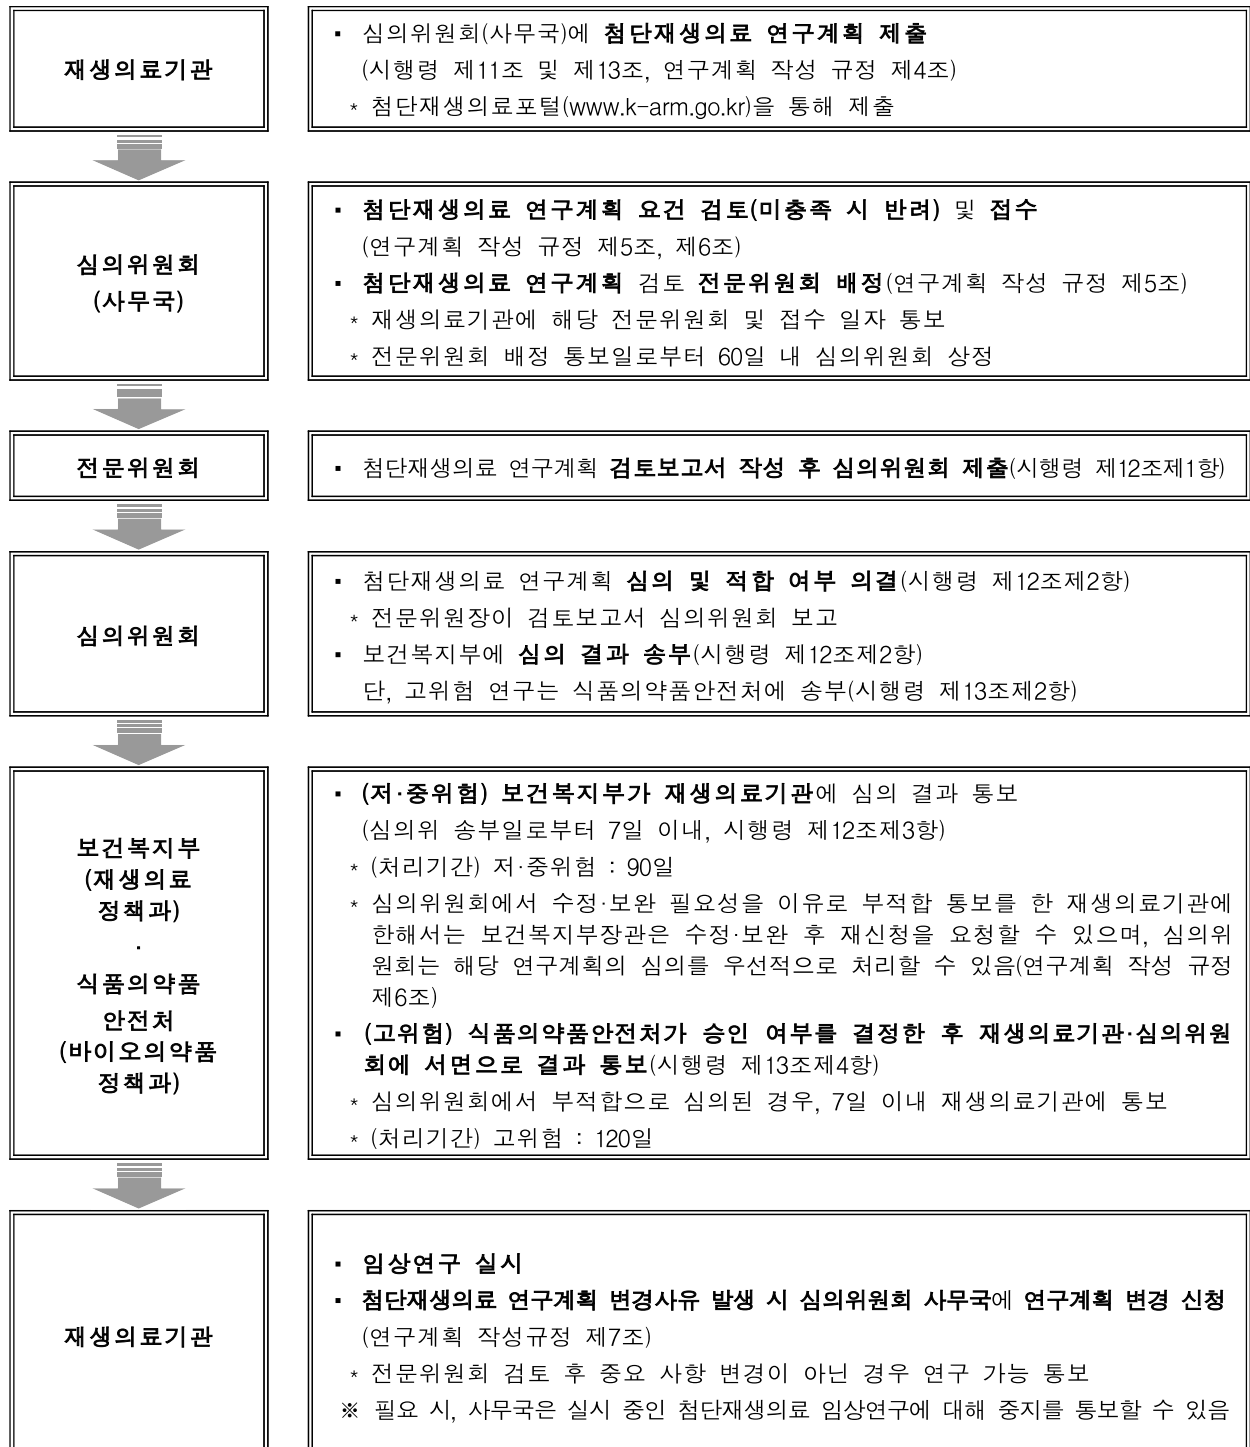 재생의료기관
▪ 심의위원회(사무국)에 첨단재생의료 연구계획 제출
(시행령 제11조 및 제13조, 연구계획 작성 규정 제4조)
* 첨단재생의료포털(www.k-arm.go.kr)을 통해 제출
심의위원회
(사무국)
▪ 첨단재생의료 연구계획 요건 검토(미충족 시 반려) 및 접수
(연구계획 작성 규정 제5조, 제6조)
▪ 첨단재생의료 연구계획 검토 전문위원회 배정(연구계획 작성 규정 제5조)
* 재생의료기관에 해당 전문위원회 및 접수 일자 통보
* 전문위원회 배정 통보일로부터 60일 내 심의위원회 상정
전문위원회
▪ 첨단재생의료 연구계획 검토보고서 작성 후 심의위원회 제출(시행령 제12조제1항)
심의위원회
▪ 첨단재생의료 연구계획 심의 및 적합 여부 의결(시행령 제12조제2항)
* 전문위원장이 검토보고서 심의위원회 보고
▪ 보건복지부에 심의 결과 송부(시행령 제12조제2항)
단, 고위험 연구는 식품의약품안전처에 송부(시행령 제13조제2항)
보건복지부
(재생의료
정책과)
·
식품의약품
안전처
(바이오의약품
정책과)
▪ (저·중위험) 보건복지부가 재생의료기관에 심의 결과 통보
(심의위 송부일로부터 7일 이내, 시행령 제12조제3항)
* (처리기간) 저·중위험 : 90일
* 심의위원회에서 수정·보완 필요성을 이유로 부적합 통보를 한 재생의료기관에
한해서는 보건복지부장관은 수정·보완 후 재신청을 요청할 수 있으며, 심의위
원회는 해당 연구계획의 심의를 우선적으로 처리할 수 있음(연구계획 작성 규정
제6조)
▪ (고위험) 식품의약품안전처가 승인 여부를 결정한 후 재생의료기관·심의위원
회에 서면으로 결과 통보(시행령 제13조제4항)
* 심의위원회에서 부적합으로 심의된 경우, 7일 이내 재생의료기관에 통보
* (처리기간) 고위험 : 120일
재생의료기관
▪ 임상연구 실시
▪ 첨단재생의료 연구계획 변경사유 발생 시 심의위원회 사무국에 연구계획 변경 신청
(연구계획 작성규정 제7조)
* 전문위원회 검토 후 중요 사항 변경이 아닌 경우 연구 가능 통보
※ 필요 시, 사무국은 실시 중인 첨단재생의료 임상연구에 대해 중지를 통보할 수 있음